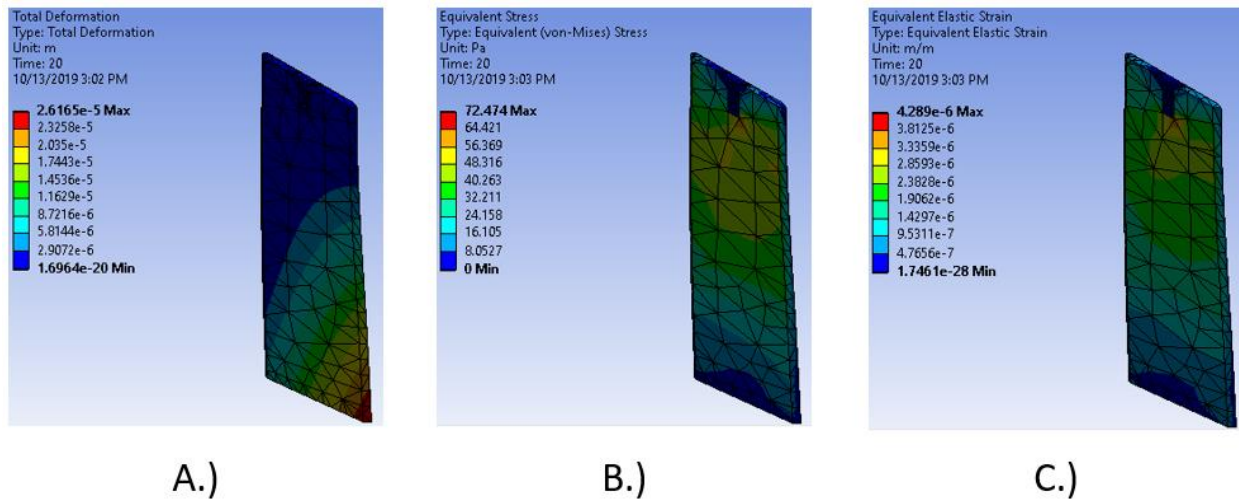 Total Deformation
Type: Total Deformation
Unit: m
Time: 20
10/13/2019 3:02 PM
2.6165e-5 Max
2.3258e-5
2.035e-5
1.7443e-5
1.4536e-5
1.1629e-5
8.7216e-6
5.8144e-6
2.9072e-6
1.6964e-20 Min
Equivalent Stress
Type: Equivalent (von-Mises) Stress
Unit: Pa
Time: 20
10/13/2019 3:03 PM
72.474 Max
64.421
56.369
48.316
40.263
32.211
24.158
16.105
8.0527
0 Min
Equivalent Elastic Strain
Type: Equivalent Elastic Strain
Unit: m/m
Time: 20
10/13/2019 3:03 PM
4.289e-6 Max
3.8125e-6
3.3359e-6
2.8593e-6
2.3828e-6
1.9062e-6
1.4297e-6
9.5311e-7
4.7656e-7
1.7461e-28 Min
A.)
B.)
C.)